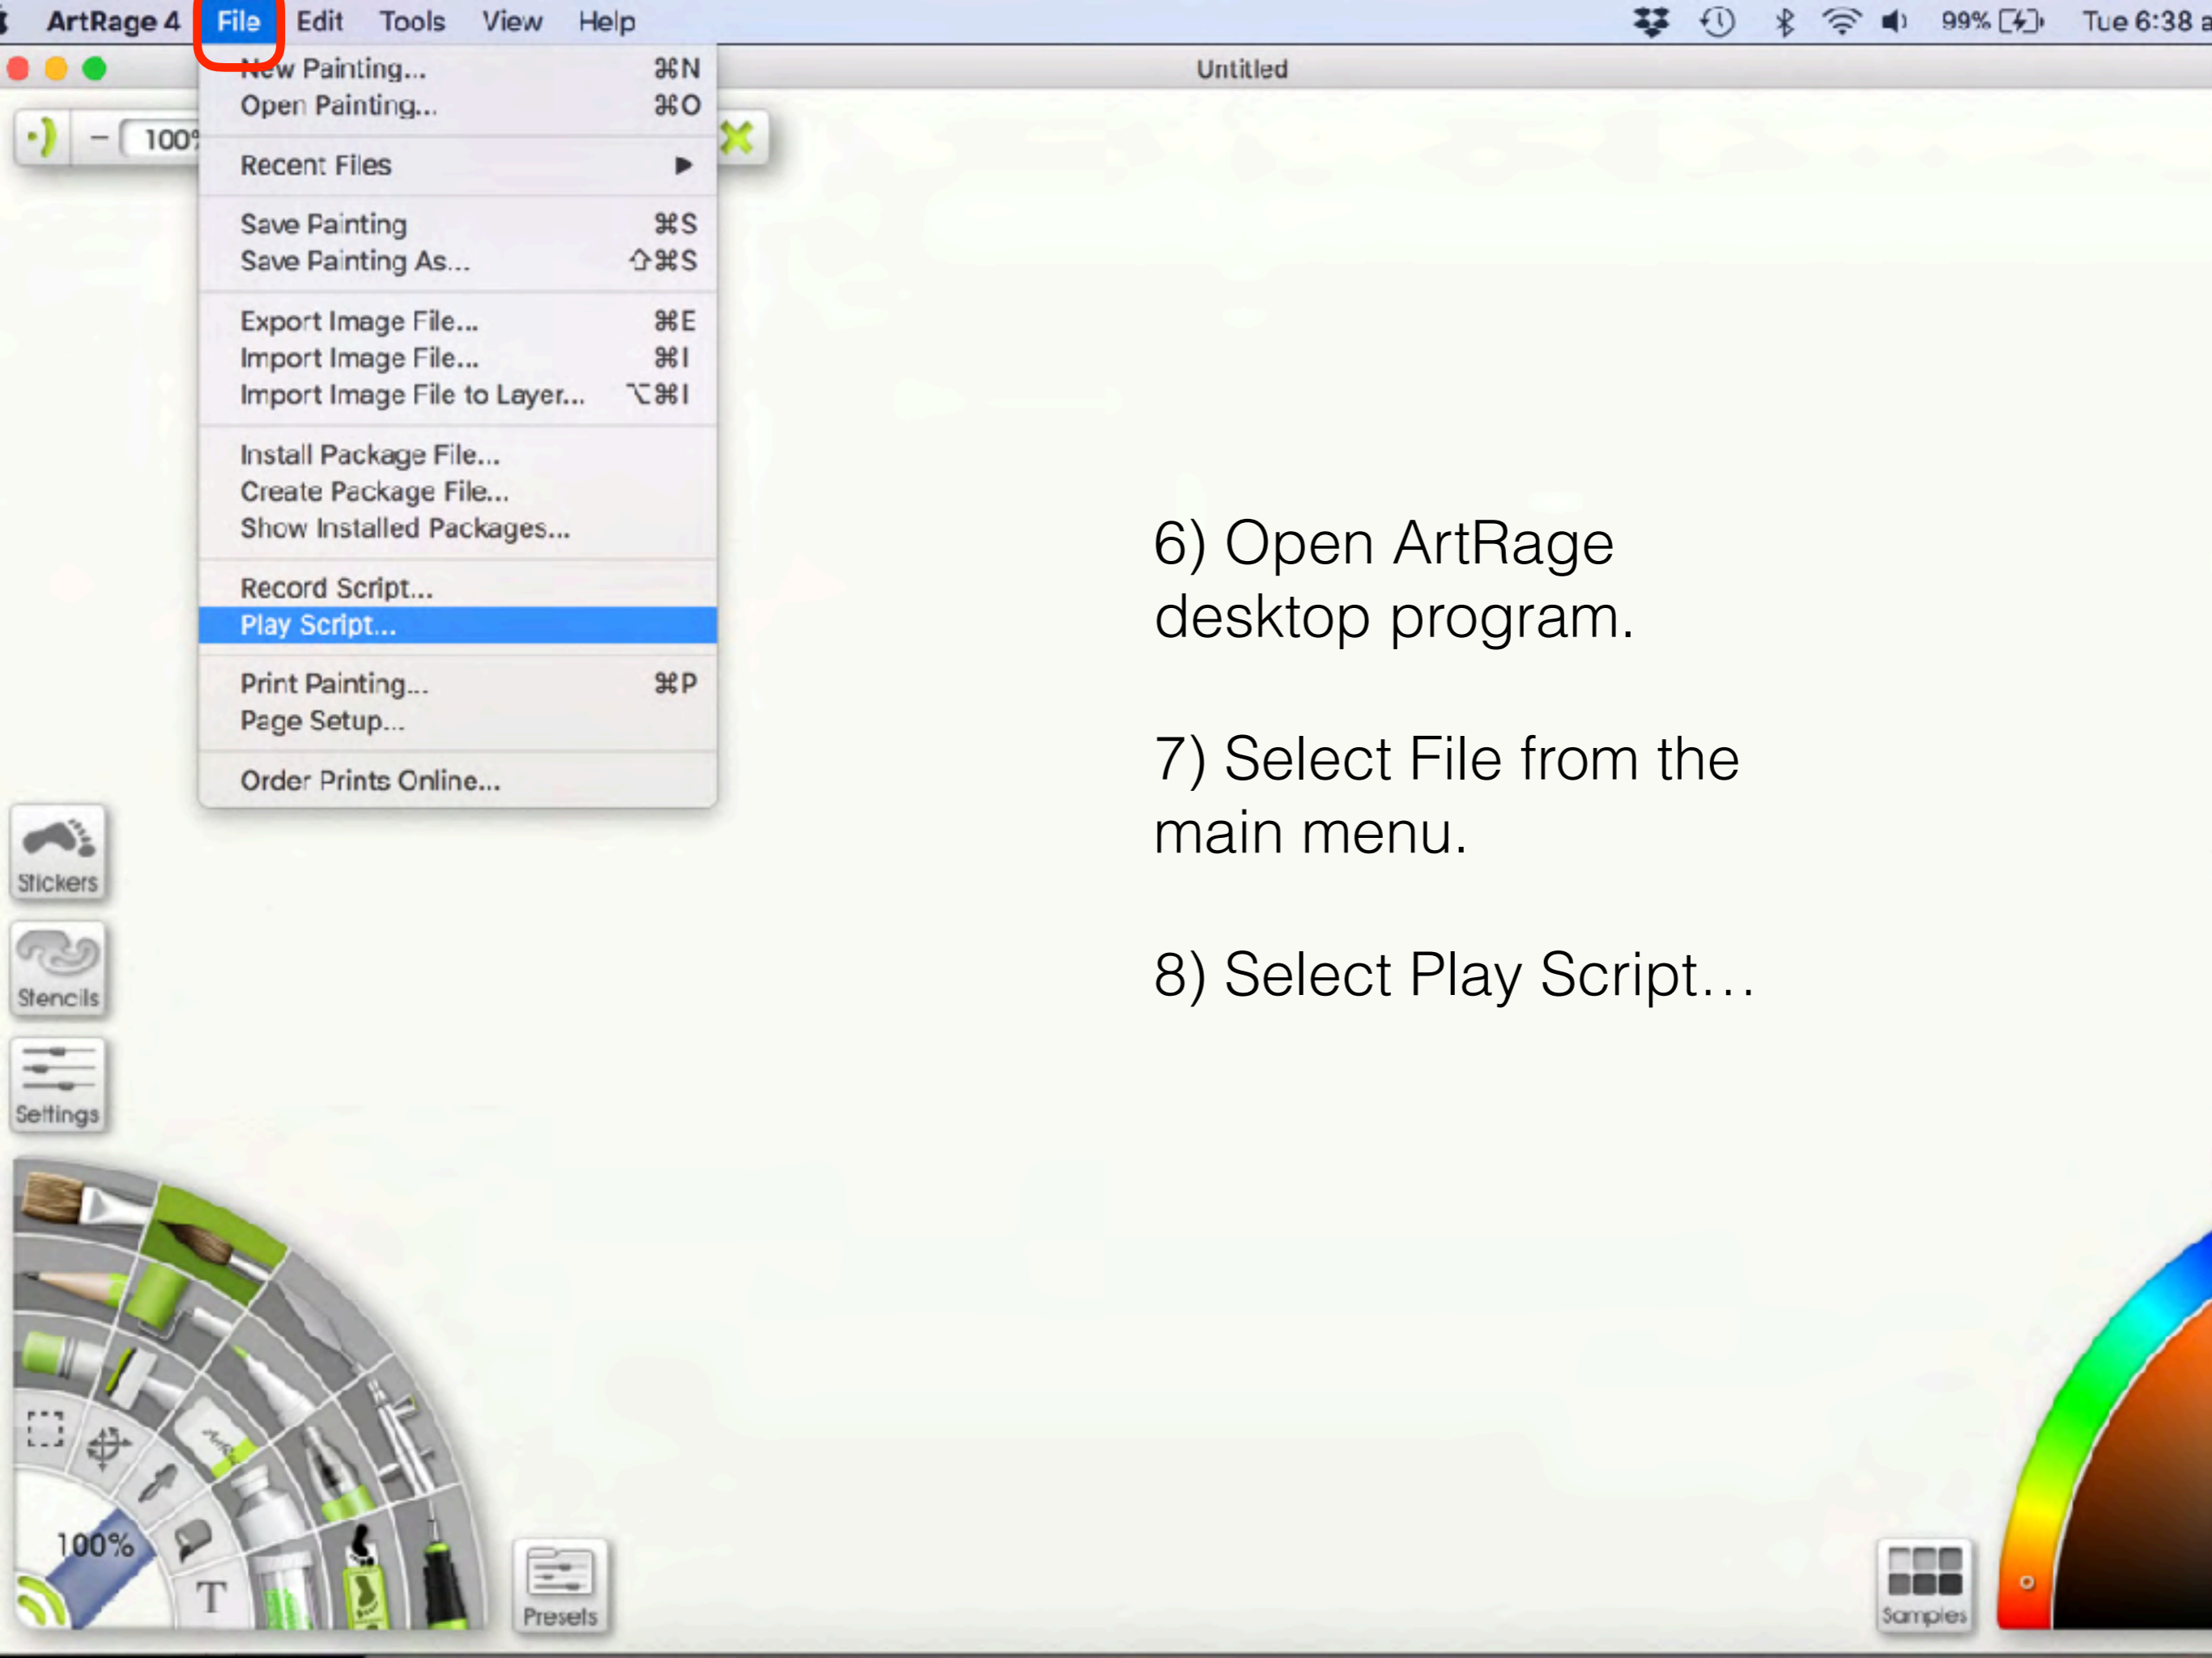 ArtRage 4 File Edit Tools View Help 99% Tue 6:38
Untitled
New Painting... ⌘N
Open Painting... ⌘O
Recent Files ▶
Save Painting ⌘S
Save Painting As... ⇧⌘S
Export Image File... ⌘E
Import Image File... ⌘I
Import Image File to Layer... ⌥⌘I
Install Package File...
Create Package File...
Show Installed Packages...
Record Script...
Play Script...
Print Painting... ⌘P
Page Setup...
Order Prints Online...
6) Open ArtRage
desktop program.
7) Select File from the
main menu.
8) Select Play Script…
Stickers
Stencils
Settings
100%
T
Presets
Samples